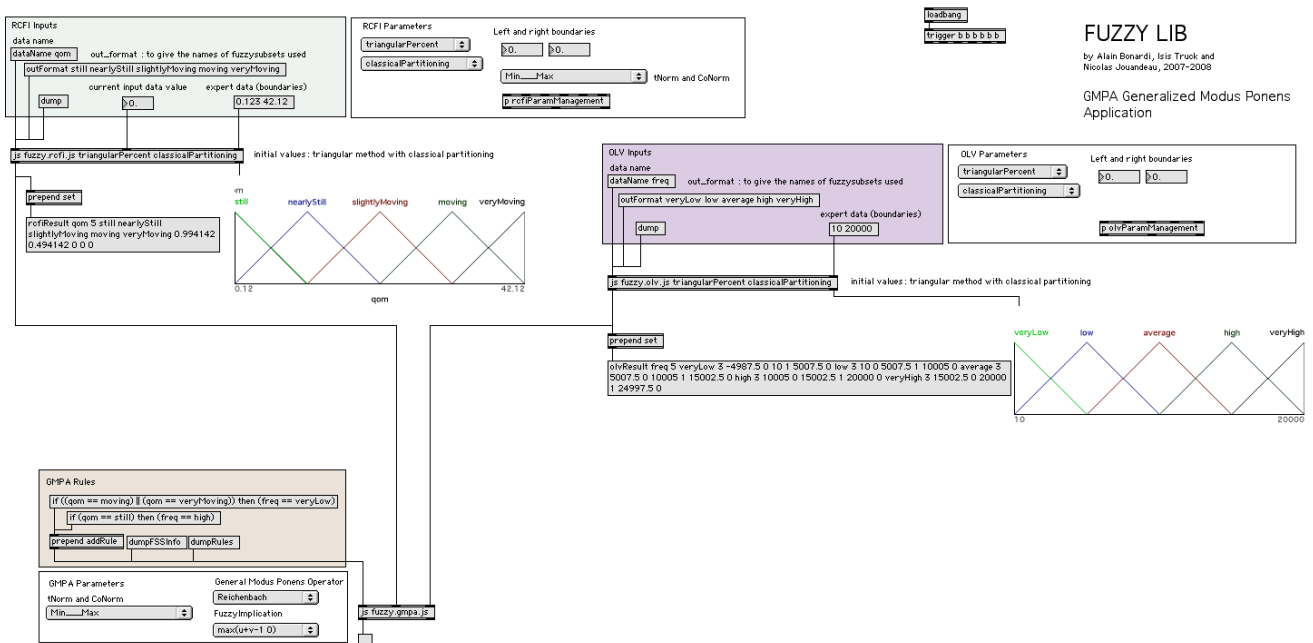 RCFI Inputs
data name
dataName qom
out_format : to give the names of fuzzysubsets used
outFormat still nearlyStill slightlyMoving moving veryMoving
current input data value
expert data (boundaries)
dump
0.
0.123 42.12
js fuzzy.rcfi.js triangularPercent classicalPartitioning
initial values : triangular method with classical partitioning
prepend set
rcfiResult qom 5 still nearlyStill
slightlyMoving moving veryMoving 0.994142
0.494142 0 0 0
still nearlyStill slightlyMoving moving veryMoving
0.12 42.12
qom
RCFI Parameters
triangularPercent
classicalPartitioning
Left and right boundaries
0. 0.
Min___Max
tNorm and CoNorm
p rcfiParamManagement
loadbang
trigger b b b b b b
FUZZY LIB
by Alain Bonardi, Isis Truck and
Nicolas Jouandeau, 2007-2008
GMPA Generalized Modus Ponens
Application
OLV Inputs
data name
dataName freq
out_format : to give the names of fuzzysubsets used
outFormat veryLow low average high veryHigh
expert data (boundaries)
dump
10 20000
js fuzzy.olv.js triangularPercent classicalPartitioning
initial values : triangular method with classical partitioning
OLV Parameters
triangularPercent
classicalPartitioning
Left and right boundaries
0. 0.
p olvParamManagement
prepend set
olvResult freq 5 veryLow 3 -4987.5 0 10 1 5007.5 0 low 3 10 0 5007.5 1 10005 0 average 3
5007.5 0 10005 1 15002.5 0 high 3 10005 0 15002.5 1 20000 0 veryHigh 3 15002.5 0 20000
1 24997.5 0
veryLow low average high veryHigh
10 20000
GMPA Rules
if ((qom == moving) || (qom == veryMoving)) then (freq == veryLow)
if (qom == still) then (freq == high)
prepend addRule
dumpFSSInfo
dumpRules
GMPA Parameters
tNorm and CoNorm
Min___Max
General Modus Ponens Operator
Reichenbach
FuzzyImplication
max(u+v-1 0)
js fuzzy.gmpa.js